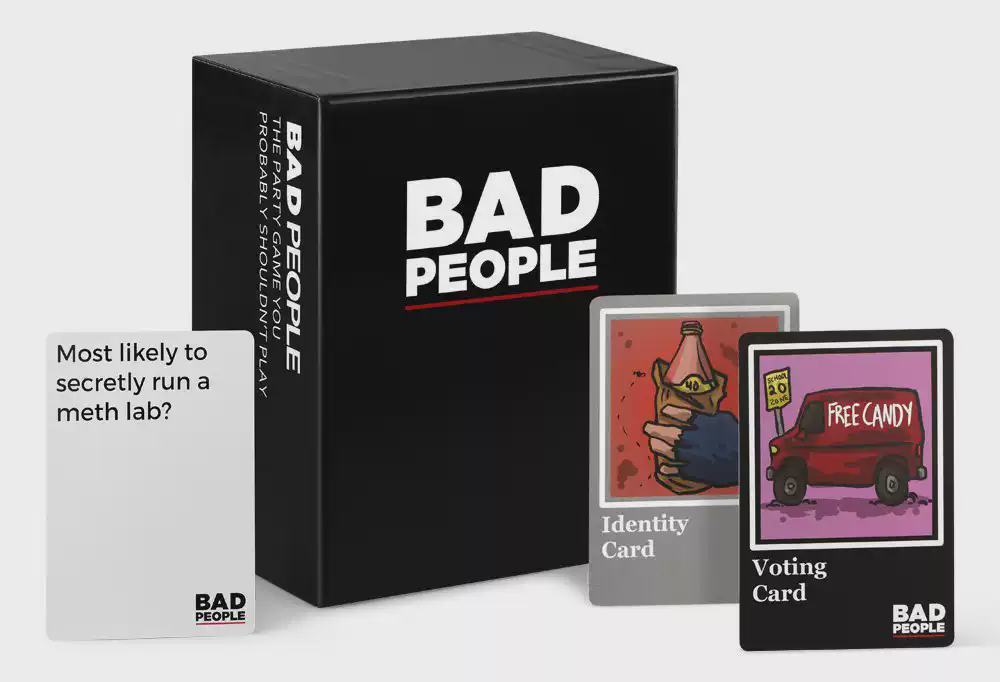 BAD PEOPLE
THE PARTY GAME YOU
PROBABLY SHOULDN'T PLAY
BAD
PEOPLE
Most likely to
secretly run a
meth lab?
BAD
PEOPLE
40
Identity
Card
SCHOOL
20
ZONE
FREE CANDY
Voting
Card
BAD
PEOPLE